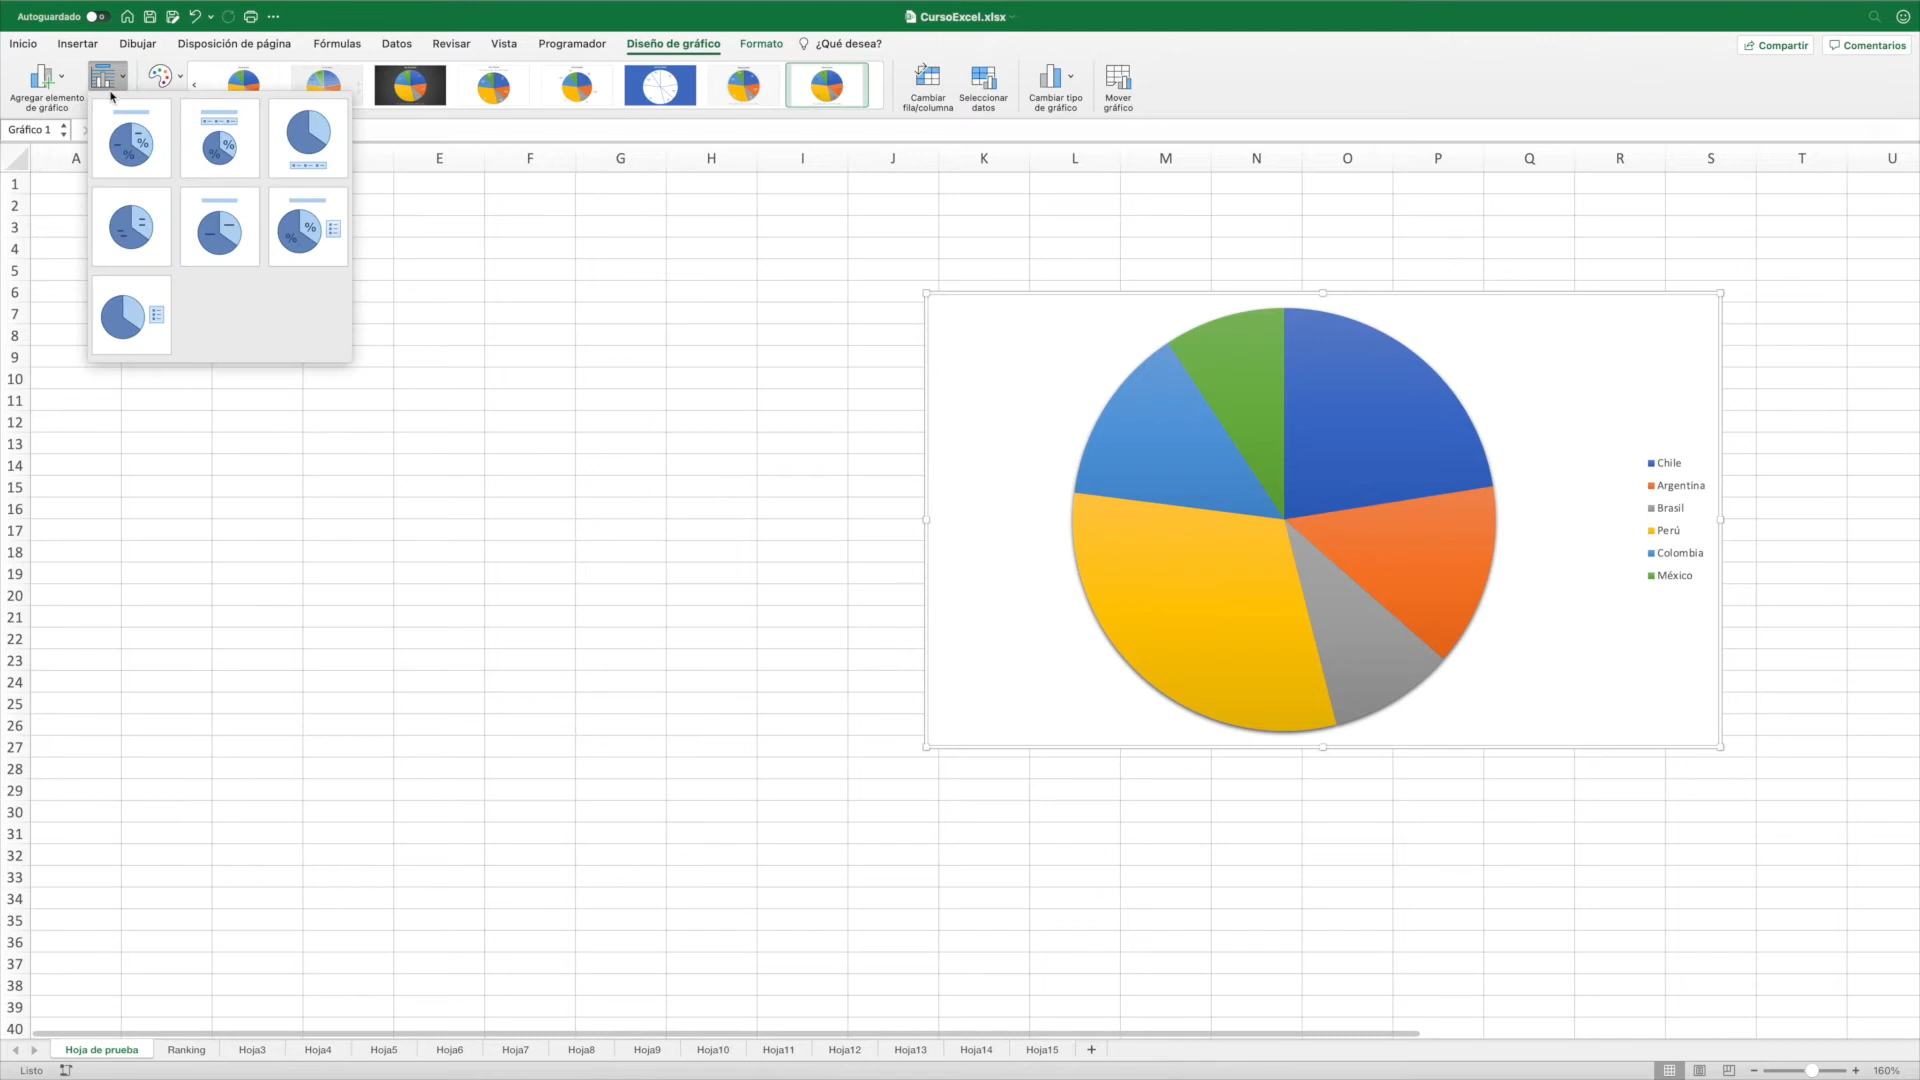 Autoguardado
CursoExcel.xlsx
Inicio Insertar Dibujar Disposición de página Fórmulas Datos Revisar Vista Programador Diseño de gráfico Formato ¿Qué desea? Compartir Comentarios
Agregar elemento
de gráfico
Cambiar
fila/columna
Seleccionar
datos
Cambiar tipo
de gráfico
Mover
gráfico
Gráfico 1
% %
% %
% %
A E F G H I J K L M N O P Q R S T U
1
2
3
4
5
6
7
8
9
10
11
12
13
14
15
16
17
18
19
20
21
22
23
24
25
26
27
28
29
30
31
32
33
34
35
36
37
38
39
40
Chile
Argentina
Brasil
Perú
Colombia
México
Hoja de prueba Ranking Hoja3 Hoja4 Hoja5 Hoja6 Hoja7 Hoja8 Hoja9 Hoja10 Hoja11 Hoja12 Hoja13 Hoja14 Hoja15 +
Listo
160%